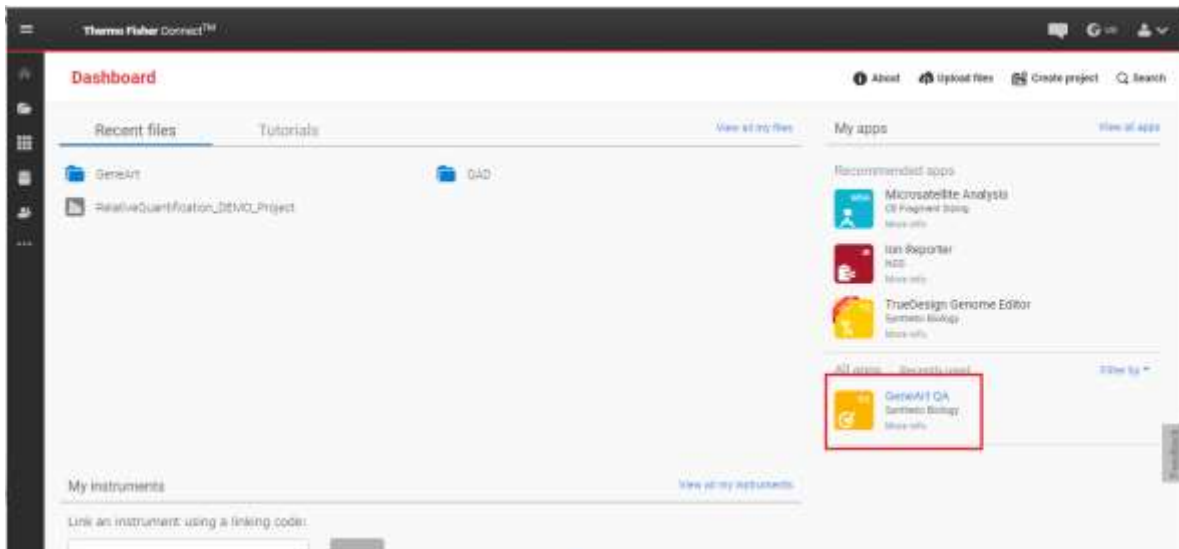 Thermo Fisher Connect™
US
Dashboard
About
Upload files
Create project
Search
Recent files
Tutorials
View all my files
GeneArt
DAD
RelativeQuantification_DEMO_Project
My apps
View all apps
Recommended apps
Microsatellite Analysis
CE Fragment Sizing
More info
Ion Reporter
NGS
More info
TrueDesign Genome Editor
Synthetic Biology
More info
All apps
Recently used
Filter by
GeneArt QA
Synthetic Biology
More info
Feedback
My instruments
View all my instruments
Link an instrument using a linking code: